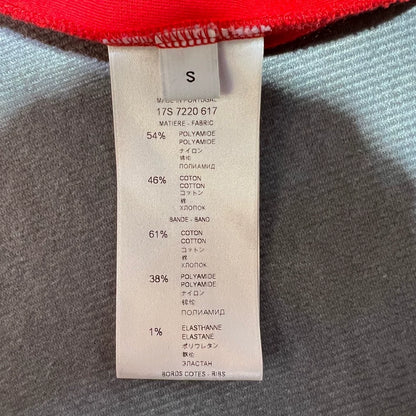 S
MADE IN PORTUGAL
17S 7220 617
MATIERE - FABRIC
54% POLYAMIDE
POLYAMIDE
ナイロン
锦纶
ПОЛИАМИД
46% COTTON
COTTON
コットン
棉
ХЛОПОК
BANDE - BAND
61% COTON
COTTON
コットン
棉
ХЛОПОК
38% POLYAMIDE
POLYAMIDE
ナイロン
锦纶
ПОЛИАМИД
1% ELASTHANNE
ELASTANE
ポリウレタン
ЭЛАСТАН
BORDS COTES - RIBS